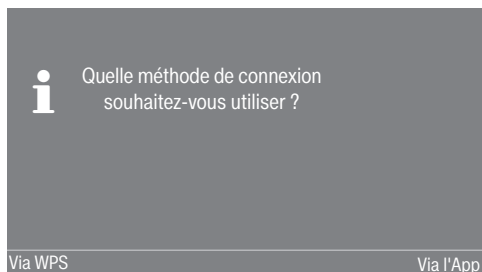 Quelle méthode de connexion
souhaitez-vous utiliser ?
Via WPS
Via l'App